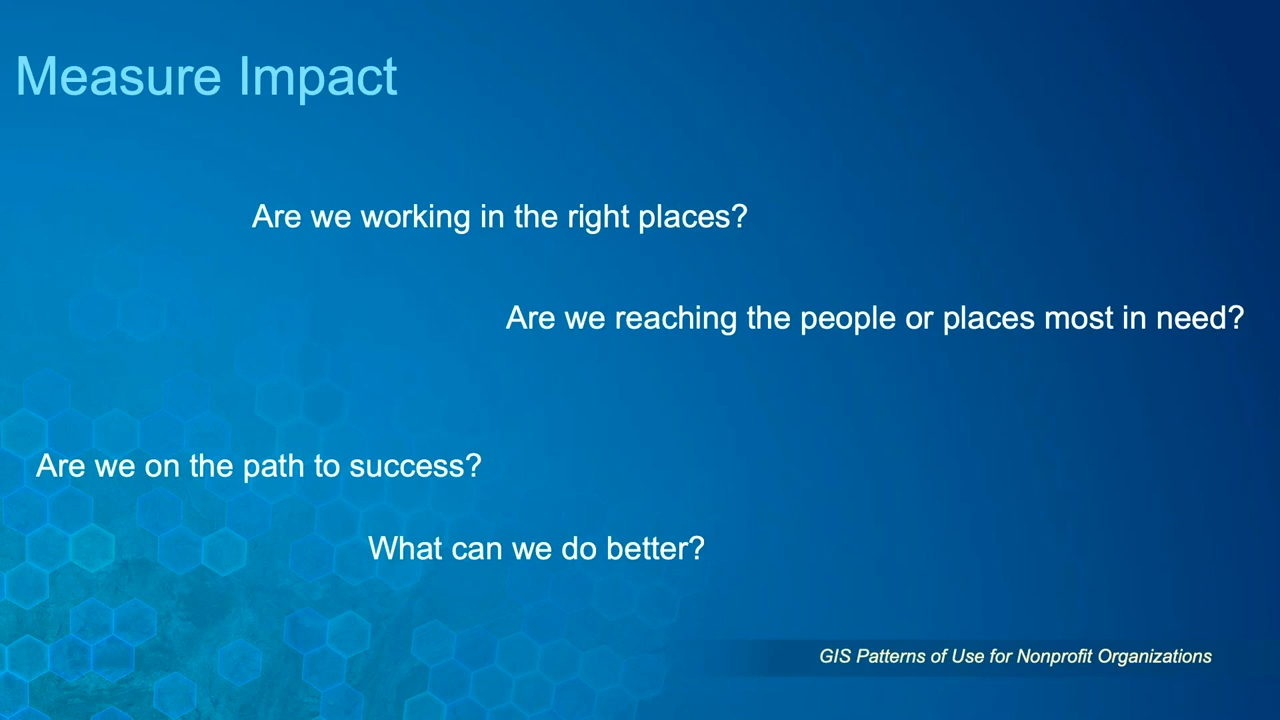 Measure Impact
Are we working in the right places?
Are we reaching the people or places most in need?
Are we on the path to success?
What can we do better?
GIS Patterns of Use for Nonprofit Organizations